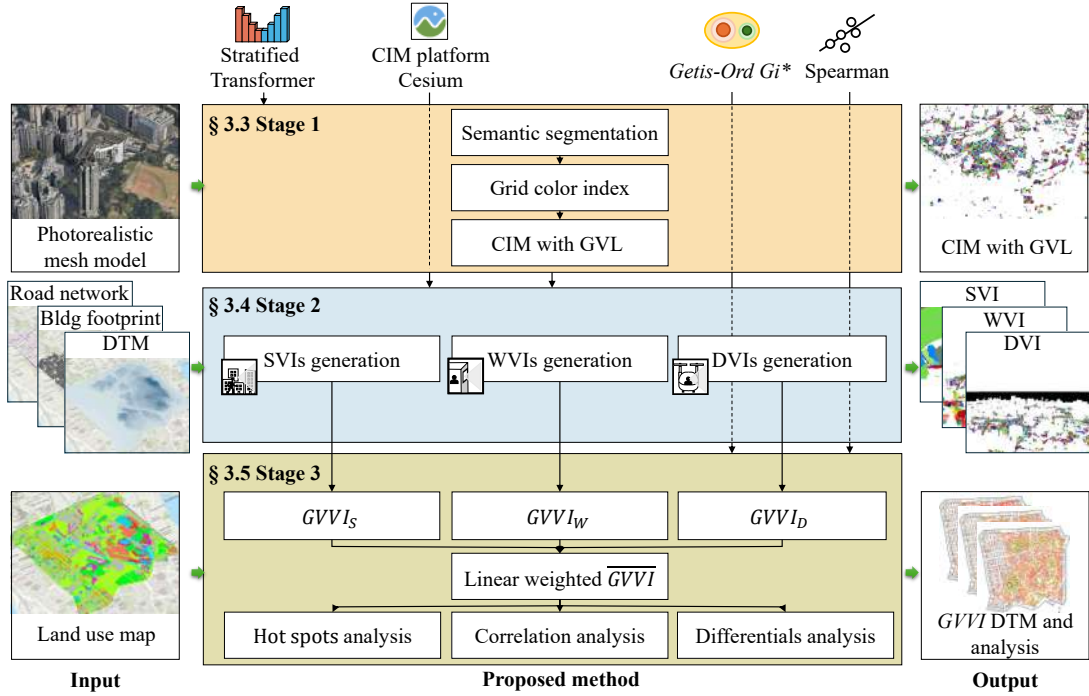 Stratified
Transformer
CIM platform
Cesium
Getis-Ord Gi*
Spearman
§ 3.3 Stage 1
Semantic segmentation
Grid color index
CIM with GVL
Photorealistic
mesh model
CIM with GVL
Road network
Bldg footprint
DTM
§ 3.4 Stage 2
SVIs generation
WVIs generation
DVIs generation
SVI
WVI
DVI
§ 3.5 Stage 3
GVVI_S
GVVI_W
GVVI_D
Linear weighted \overline{GVVI}
Hot spots analysis
Correlation analysis
Differentials analysis
Land use map
GVVI DTM and
analysis
Input
Proposed method
Output